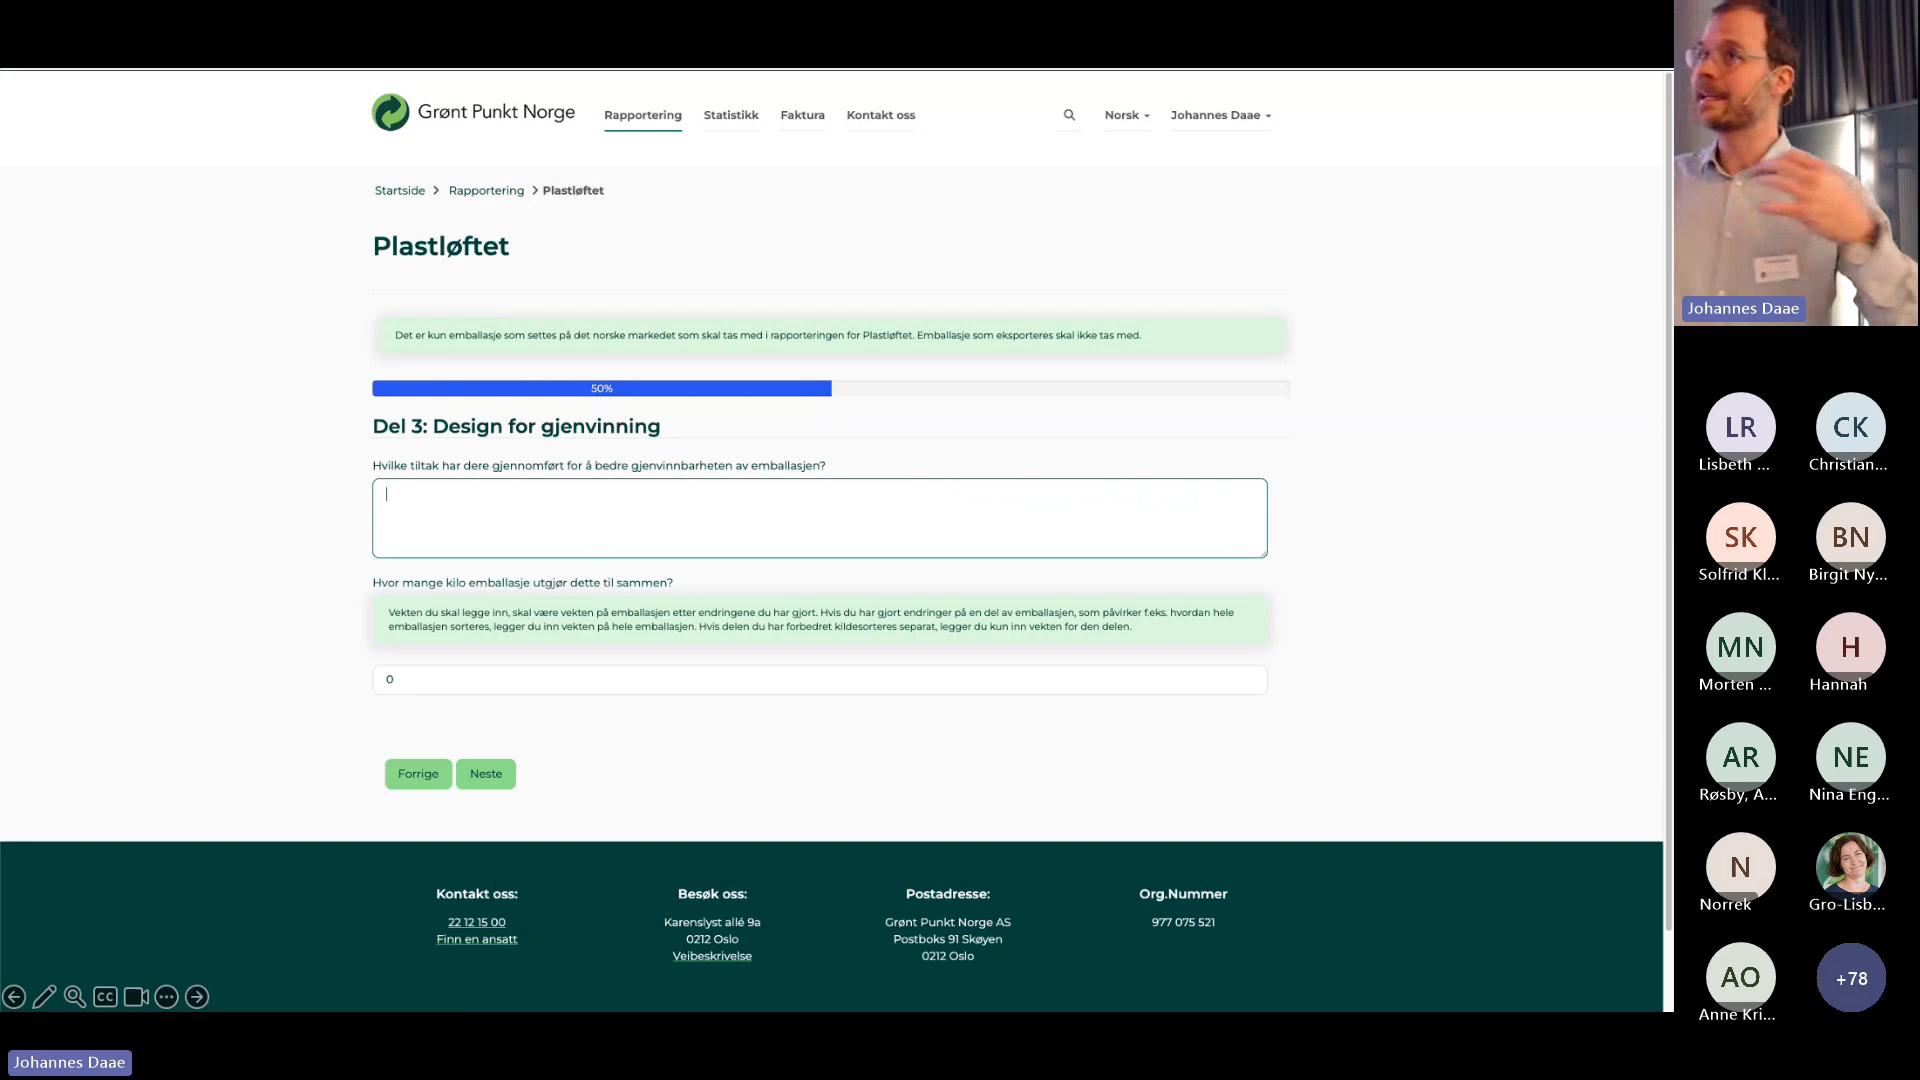 Grønt Punkt Norge
Rapportering
Statistikk
Faktura
Kontakt oss
Norsk
Johannes Daae
Startside > Rapportering > Plastløftet
Plastløftet
Det er kun emballasje som settes på det norske markedet som skal tas med i rapporteringen for Plastløftet. Emballasje som eksporteres skal ikke tas med.
50%
Del 3: Design for gjenvinning
Hvilke tiltak har dere gjennomført for å bedre gjenvinnbarheten av emballasjen?
Hvor mange kilo emballasje utgjør dette til sammen?
Vekten du skal legge inn, skal være vekten på emballasjen etter endringene du har gjort. Hvis du har gjort endringer på en del av emballasjen, som påvirker f.eks. hvordan hele
emballasjen sorteres, legger du inn vekten på hele emballasjen. Hvis delen du har forbedret kildesorteres separat, legger du kun inn vekten for den delen.
0
Forrige
Neste
Kontakt oss:
22 12 15 00
Finn en ansatt
Besøk oss:
Karenslyst allé 9a
0212 Oslo
Veibeskrivelse
Postadresse:
Grønt Punkt Norge AS
Postboks 91 Skøyen
0212 Oslo
Org.Nummer
977 075 521
CC
Johannes Daae
Johannes Daae
LR
Lisbeth ...
CK
Christian...
SK
Solfrid Kl...
BN
Birgit Ny...
MN
Morten ...
H
Hannah
AR
Røsby, A...
NE
Nina Eng...
N
Norrek
Gro-Lisb...
AO
Anne Kri...
+78